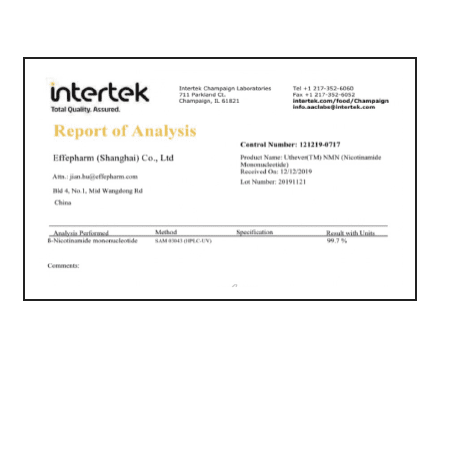 intertek
Total Quality. Assured.
Intertek Champaign Laboratories
711 Parkland Ct.
Champaign, IL 61821
Tel +1 217-352-6060
Fax +1 217-352-6052
intertek.com/food/Champaign
info.aaclabs@intertek.com
Report of Analysis
Effepharm (Shanghai) Co., Ltd
Attn.: jian.hu@effepharm.com
Bld 4, No.1, Mid Wangdong Rd
China
Control Number: 121219-0717
Product Name: Uthever(TM) NMN (Nicotinamide
Mononucleotide)
Received On: 12/12/2019
Lot Number: 20191121
Analysis Performed Method Specification Result with Units
ß-Nicotinamide mononucleotide (HPLC-UV) 99.7 %
Comments: